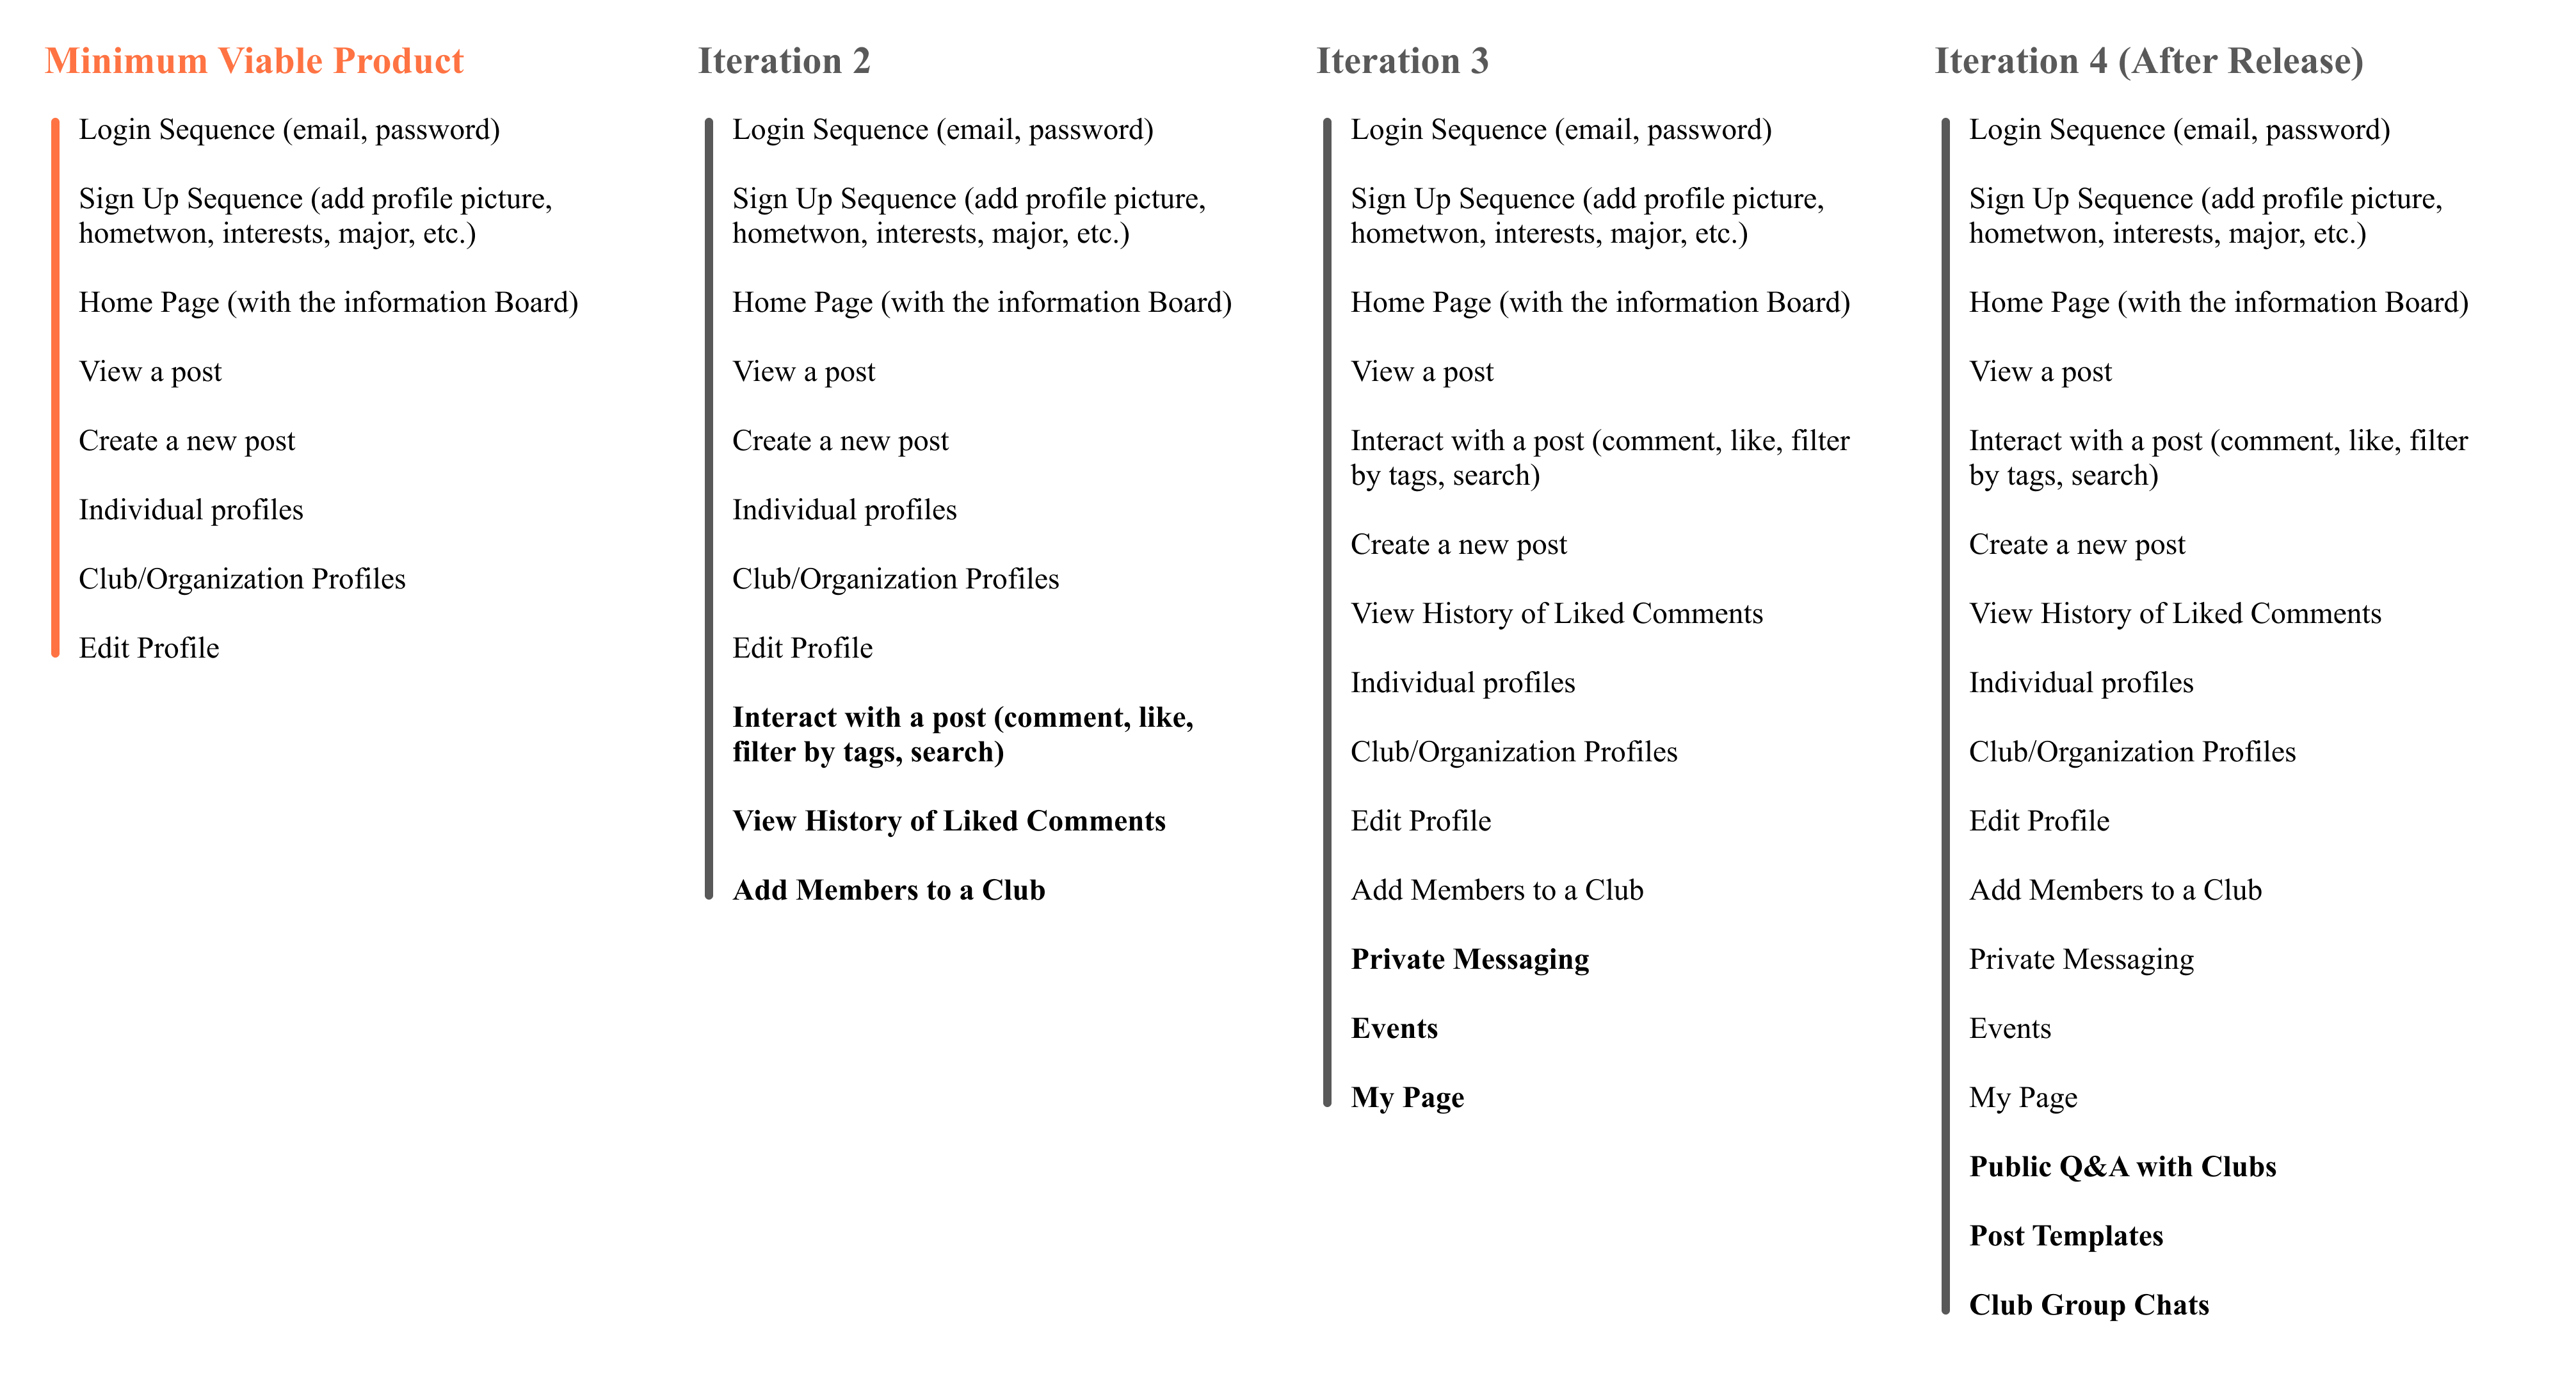 Minimum Viable Product
Login Sequence (email, password)
Sign Up Sequence (add profile picture,
hometwon, interests, major, etc.)
Home Page (with the information Board)
View a post
Create a new post
Individual profiles
Club/Organization Profiles
Edit Profile
Iteration 2
Login Sequence (email, password)
Sign Up Sequence (add profile picture,
hometwon, interests, major, etc.)
Home Page (with the information Board)
View a post
Create a new post
Individual profiles
Club/Organization Profiles
Edit Profile
Interact with a post (comment, like,
filter by tags, search)
View History of Liked Comments
Add Members to a Club
Iteration 3
Login Sequence (email, password)
Sign Up Sequence (add profile picture,
hometwon, interests, major, etc.)
Home Page (with the information Board)
View a post
Interact with a post (comment, like, filter
by tags, search)
Create a new post
View History of Liked Comments
Individual profiles
Club/Organization Profiles
Edit Profile
Add Members to a Club
Private Messaging
Events
My Page
Iteration 4 (After Release)
Login Sequence (email, password)
Sign Up Sequence (add profile picture,
hometwon, interests, major, etc.)
Home Page (with the information Board)
View a post
Interact with a post (comment, like, filter
by tags, search)
Create a new post
View History of Liked Comments
Individual profiles
Club/Organization Profiles
Edit Profile
Add Members to a Club
Private Messaging
Events
My Page
Public Q&A with Clubs
Post Templates
Club Group Chats